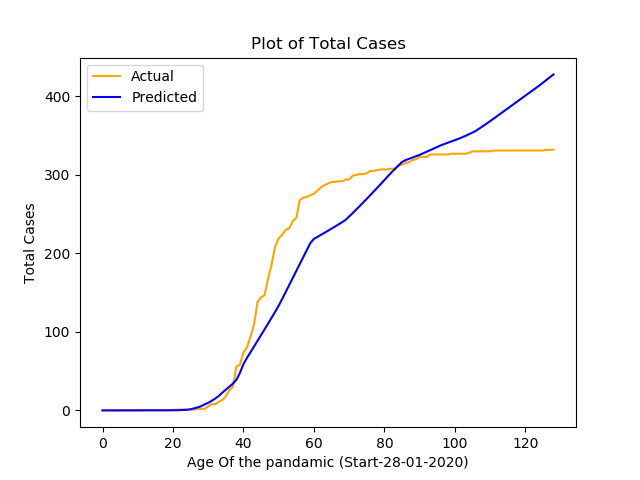 Plot of Total Cases
Actual
Predicted
400
300
200
100
0
Total Cases
0 20 40 60 80 100 120
Age Of the pandamic (Start-28-01-2020)